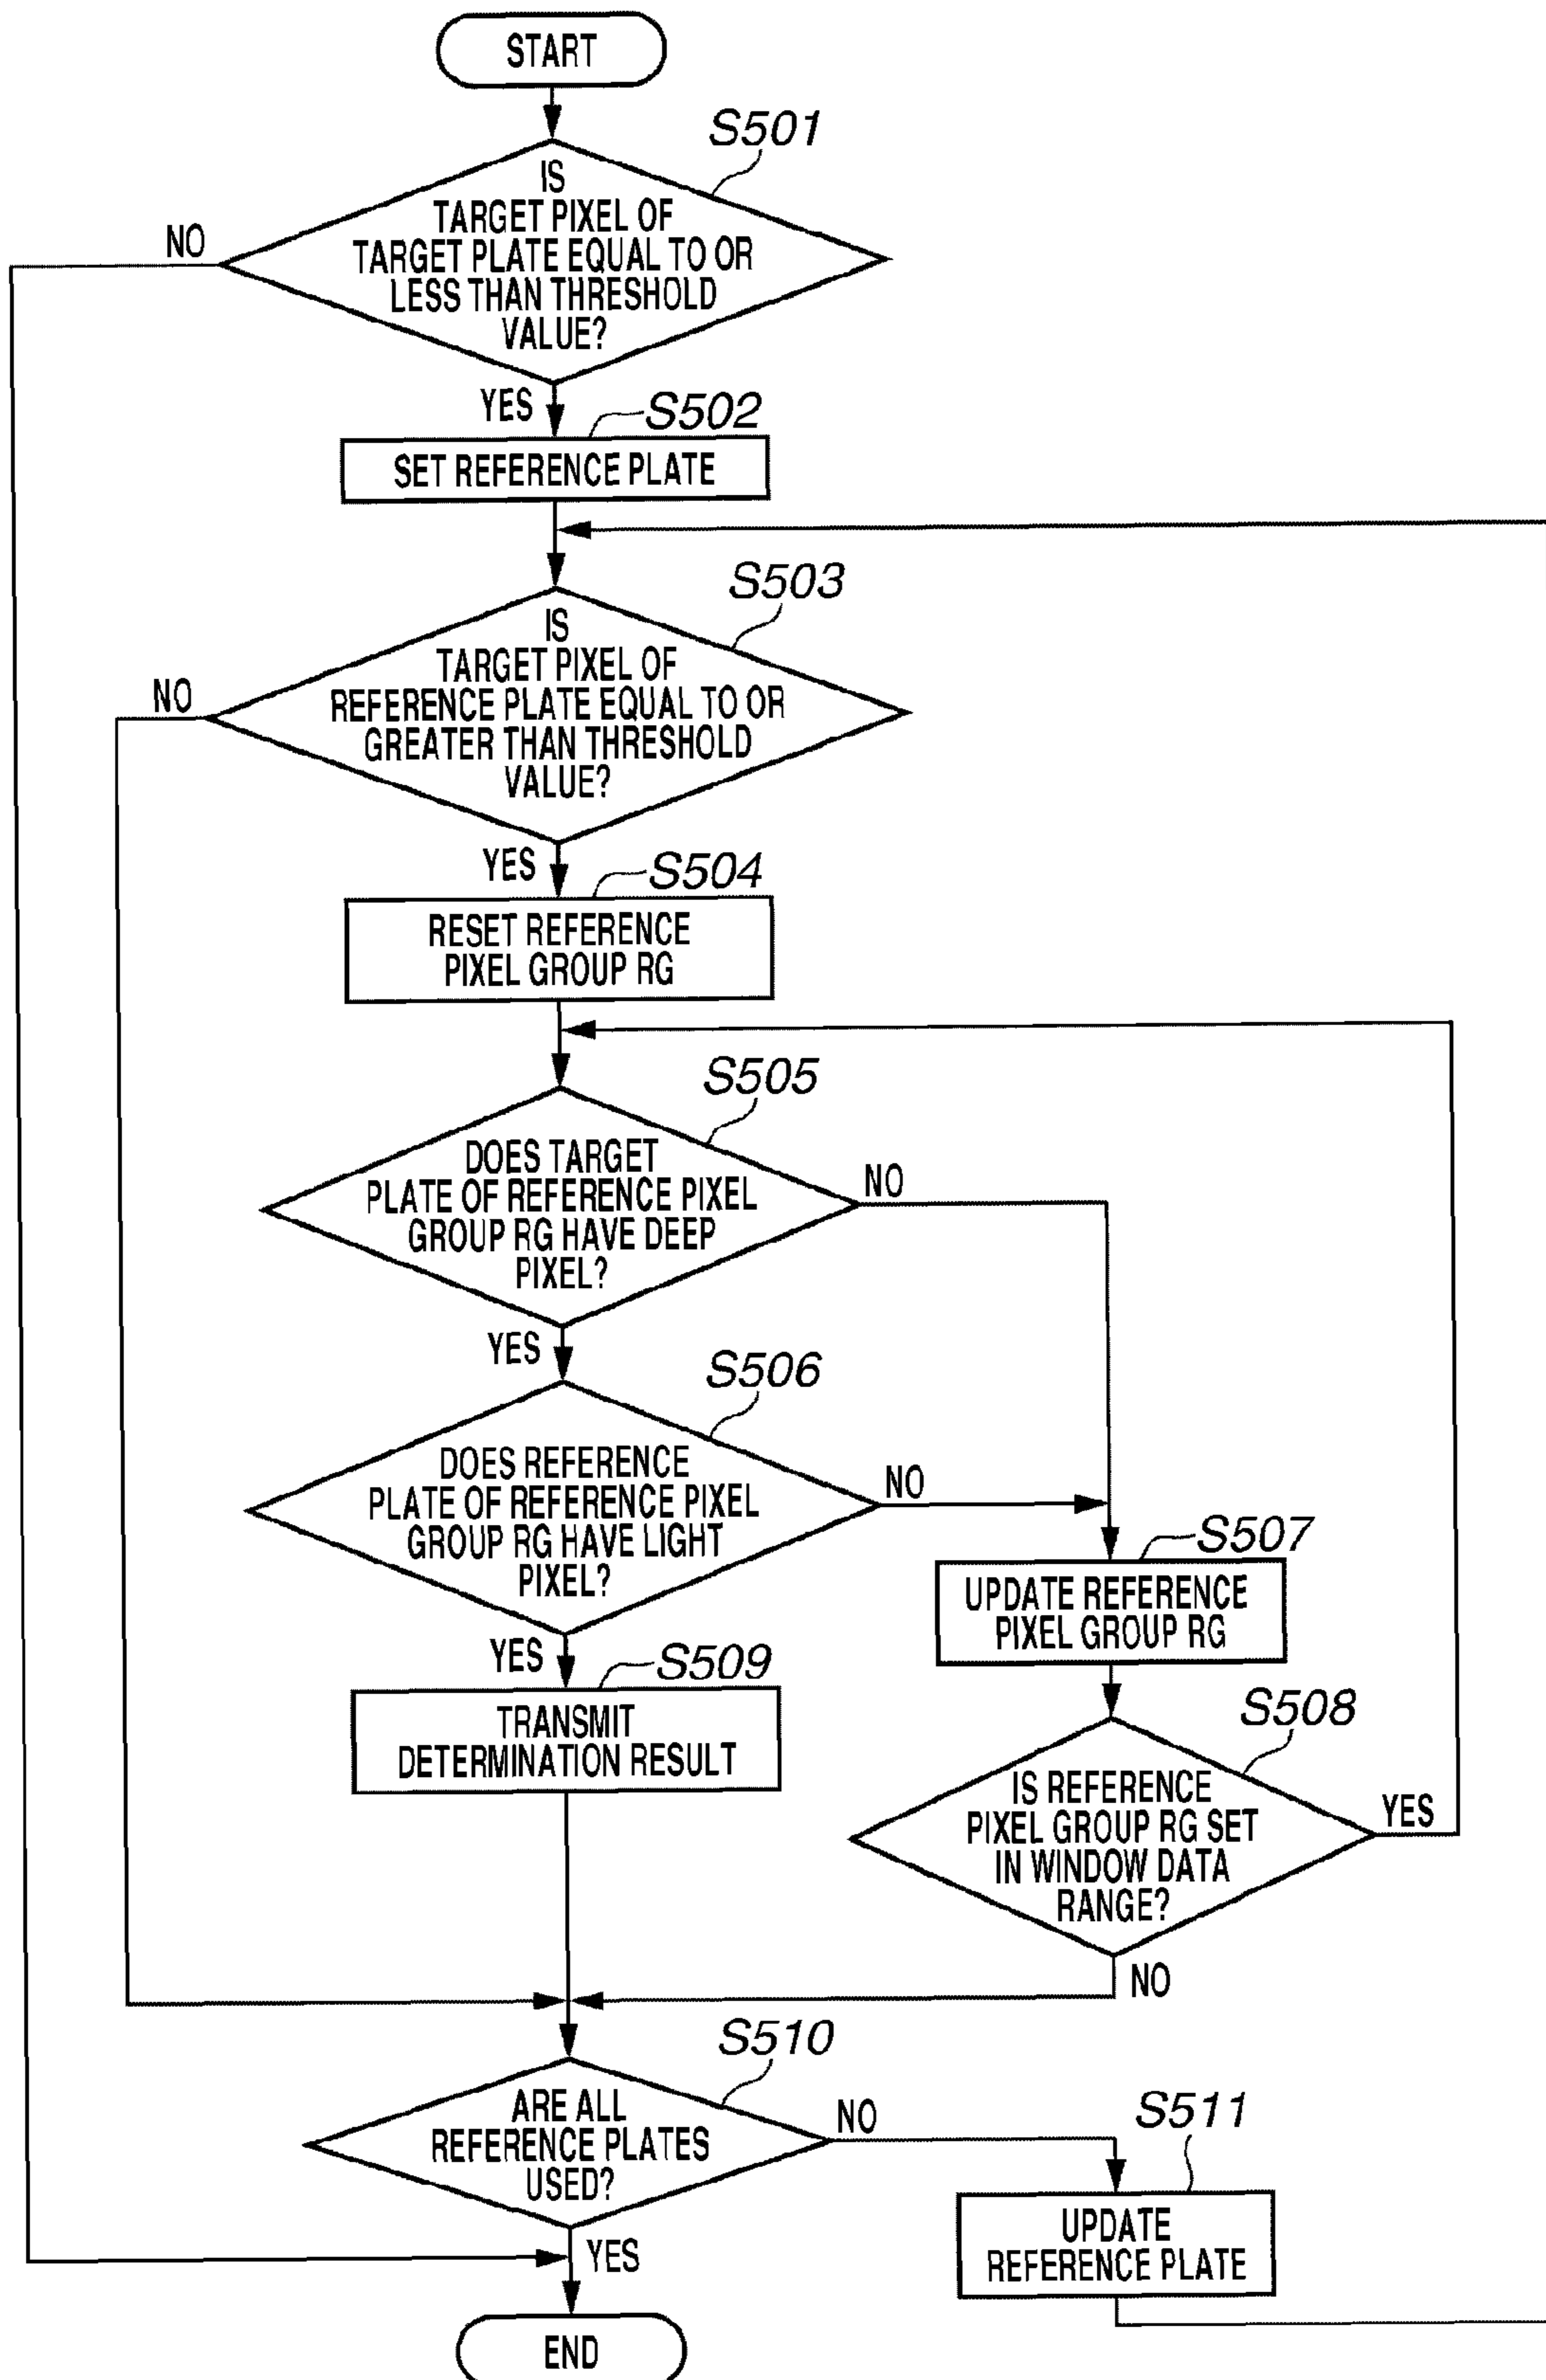 START
S501
IS
TARGET PIXEL OF
TARGET PLATE EQUAL TO OR
LESS THAN THRESHOLD
VALUE?
NO
YES
S502
SET REFERENCE PLATE
S503
IS
TARGET PIXEL OF
REFERENCE PLATE EQUAL TO OR
GREATER THAN THRESHOLD
VALUE?
NO
YES
S504
RESET REFERENCE
PIXEL GROUP RG
S505
DOES TARGET
PLATE OF REFERENCE PIXEL
GROUP RG HAVE DEEP
PIXEL?
NO
YES
S506
DOES REFERENCE
PLATE OF REFERENCE PIXEL
GROUP RG HAVE LIGHT
PIXEL?
NO
YES
S507
UPDATE REFERENCE
PIXEL GROUP RG
S509
TRANSMIT
DETERMINATION RESULT
S508
IS REFERENCE
PIXEL GROUP RG SET
IN WINDOW DATA
RANGE?
YES
NO
S510
ARE ALL
REFERENCE PLATES
USED?
NO
YES
S511
UPDATE
REFERENCE PLATE
END